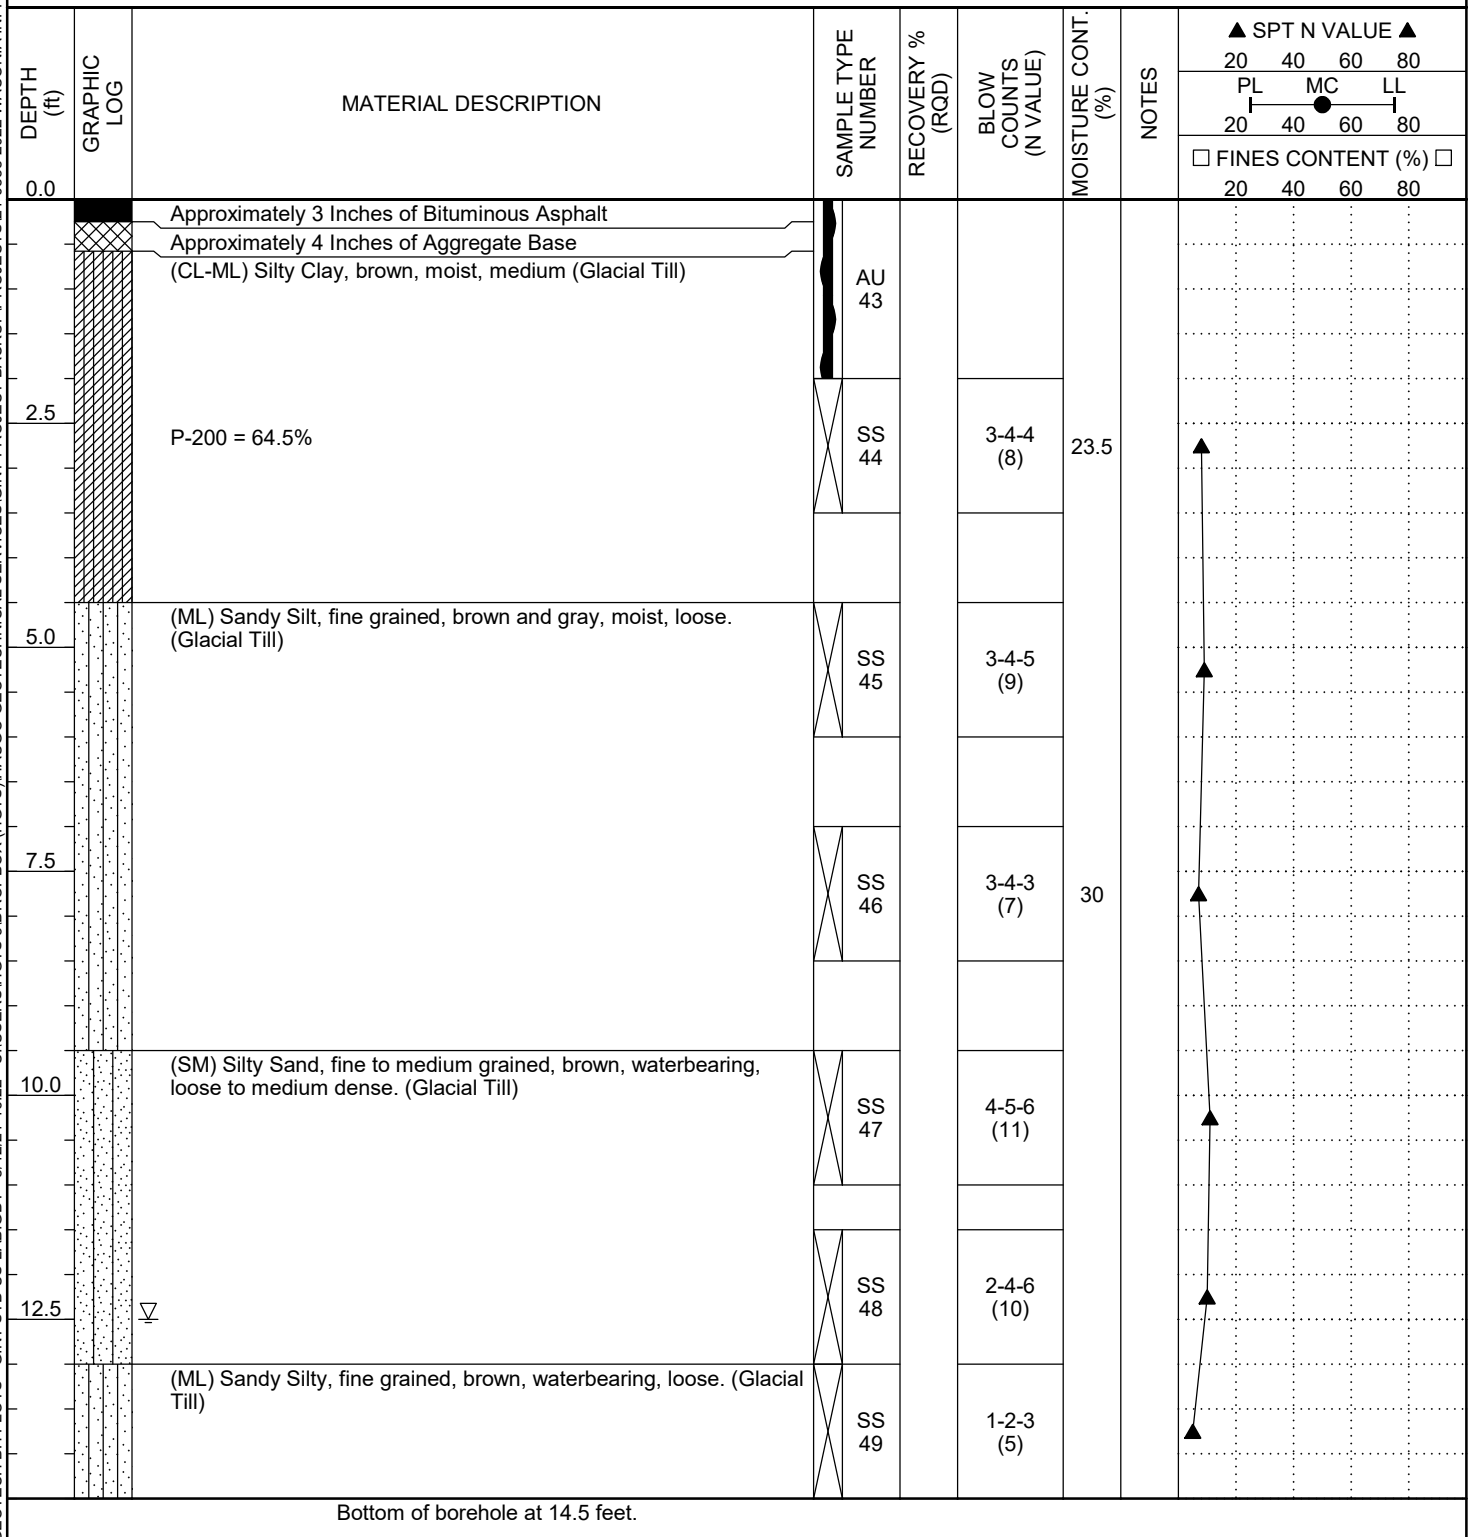 DEPTH
(ft)
GRAPHIC
LOG
MATERIAL DESCRIPTION
SAMPLE TYPE
NUMBER
RECOVERY %
(RQD)
BLOW
COUNTS
(N VALUE)
MOISTURE CONT.
(%)
NOTES
▲ SPT N VALUE ▲
20 40 60 80
PL MC LL
20 40 60 80
□ FINES CONTENT (%) □
20 40 60 80
0.0
Approximately 3 Inches of Bituminous Asphalt
Approximately 4 Inches of Aggregate Base
(CL-ML) Silty Clay, brown, moist, medium (Glacial Till)
AU
43
2.5
P-200 = 64.5%
SS
44
3-4-4
(8)
23.5
(ML) Sandy Silt, fine grained, brown and gray, moist, loose.
(Glacial Till)
5.0
SS
45
3-4-5
(9)
7.5
SS
46
3-4-3
(7)
30
(SM) Silty Sand, fine to medium grained, brown, waterbearing,
loose to medium dense. (Glacial Till)
10.0
SS
47
4-5-6
(11)
SS
48
2-4-6
(10)
12.5
(ML) Sandy Silty, fine grained, brown, waterbearing, loose. (Glacial
Till)
SS
49
1-2-3
(5)
Bottom of borehole at 14.5 feet.